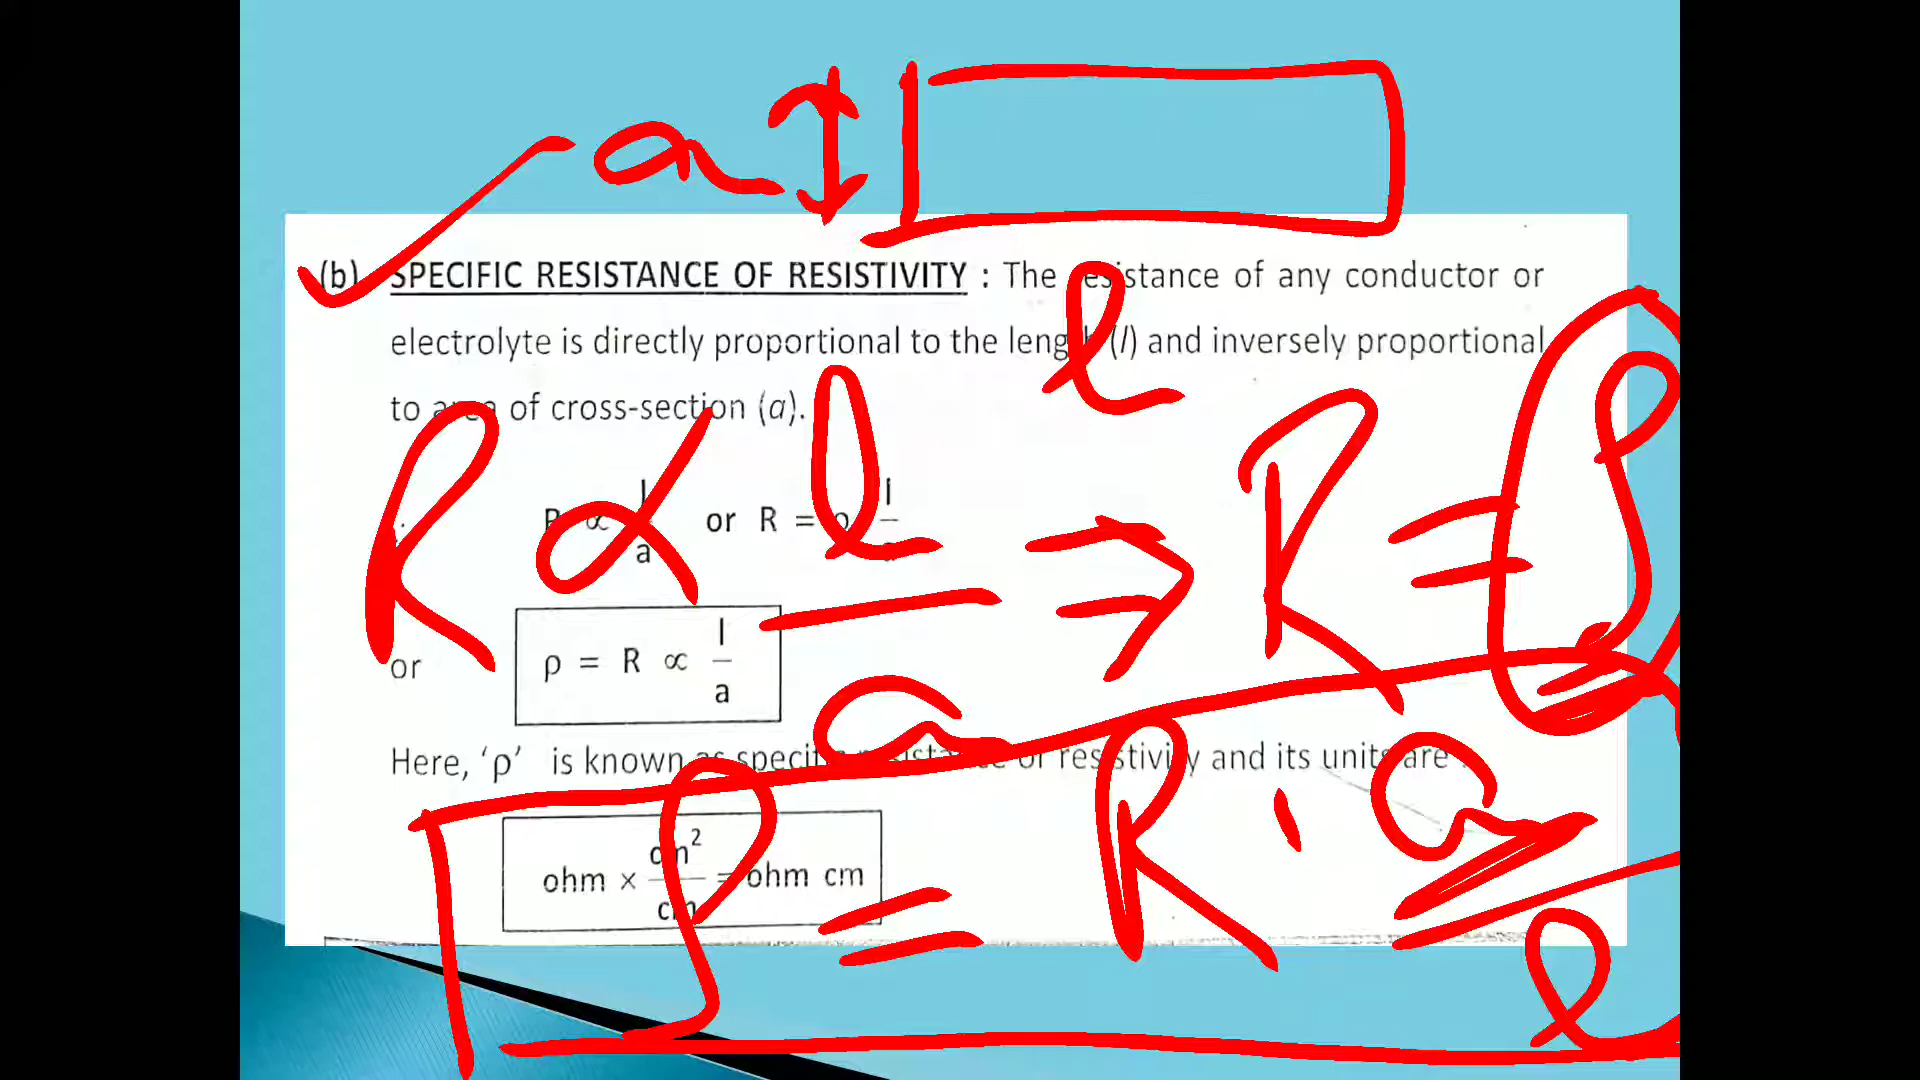 a
(b) SPECIFIC RESISTANCE OF RESISTIVITY : The resistance of any conductor or
electrolyte is directly proportional to the length (l) and inversely proportional
to area of cross-section (a).
l
R ∝ l/a ⇒ R = ρ
R ∝ l/a or R = ρ l/a
or ρ = R ∝ l/a
Here, 'ρ' is known as specific resistance or resistivity and its units are :
ρ = R · a/l
ohm × cm²/cm = ohm cm